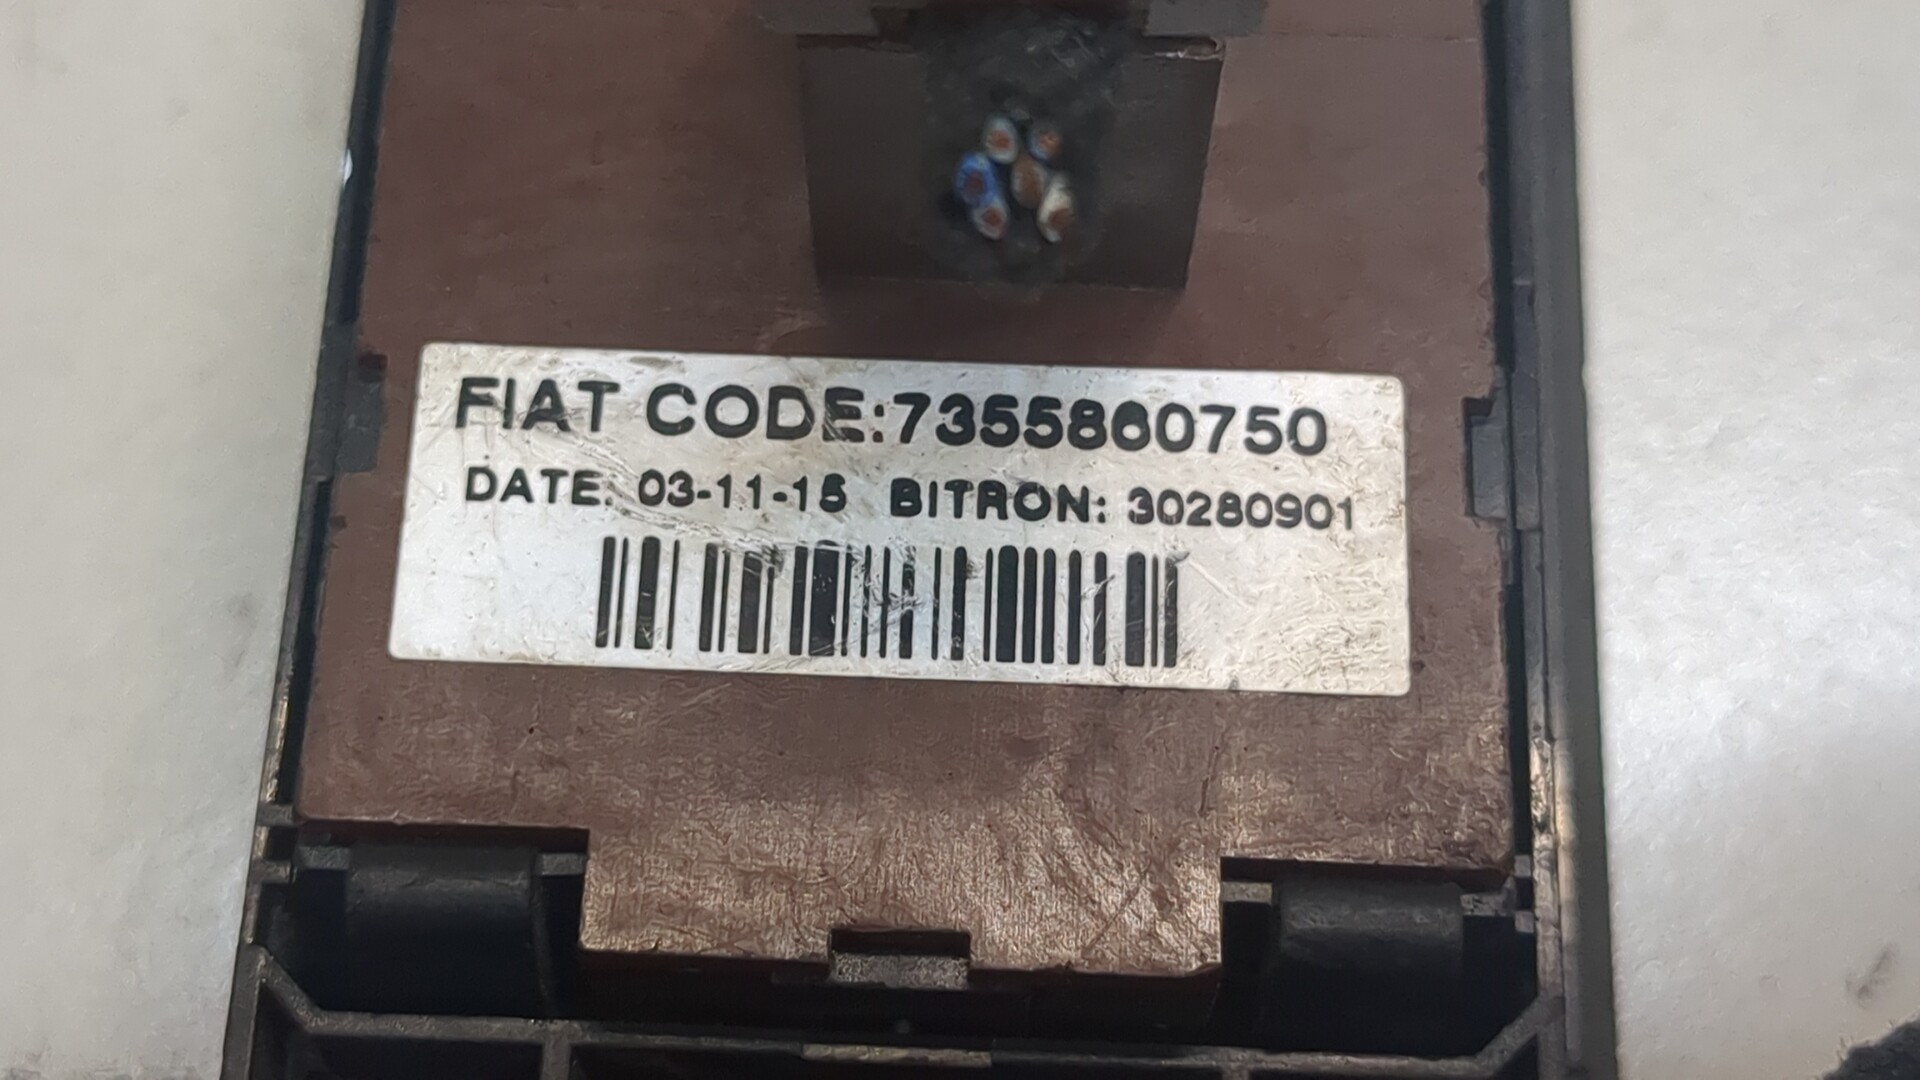 FIAT CODE:7355860750
DATE: 03-11-15 BITRON: 30280901